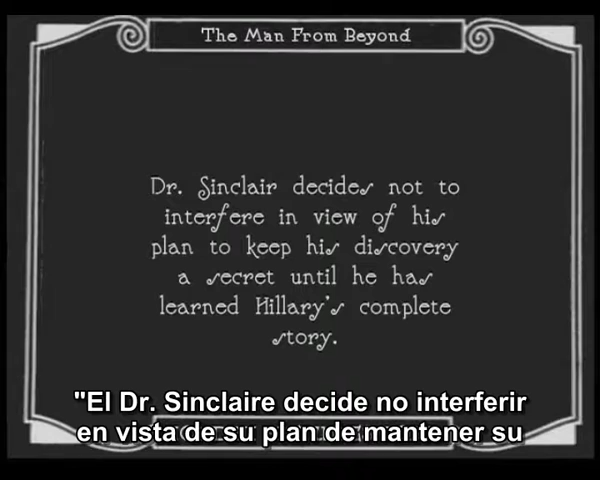 The Man From Beyond
Dr. Sinclair decides not to
interfere in view of his
plan to keep his discovery
a secret until he has
learned Hillary's complete
story.
"El Dr. Sinclaire decide no interferir
en vista de su plan de mantener su